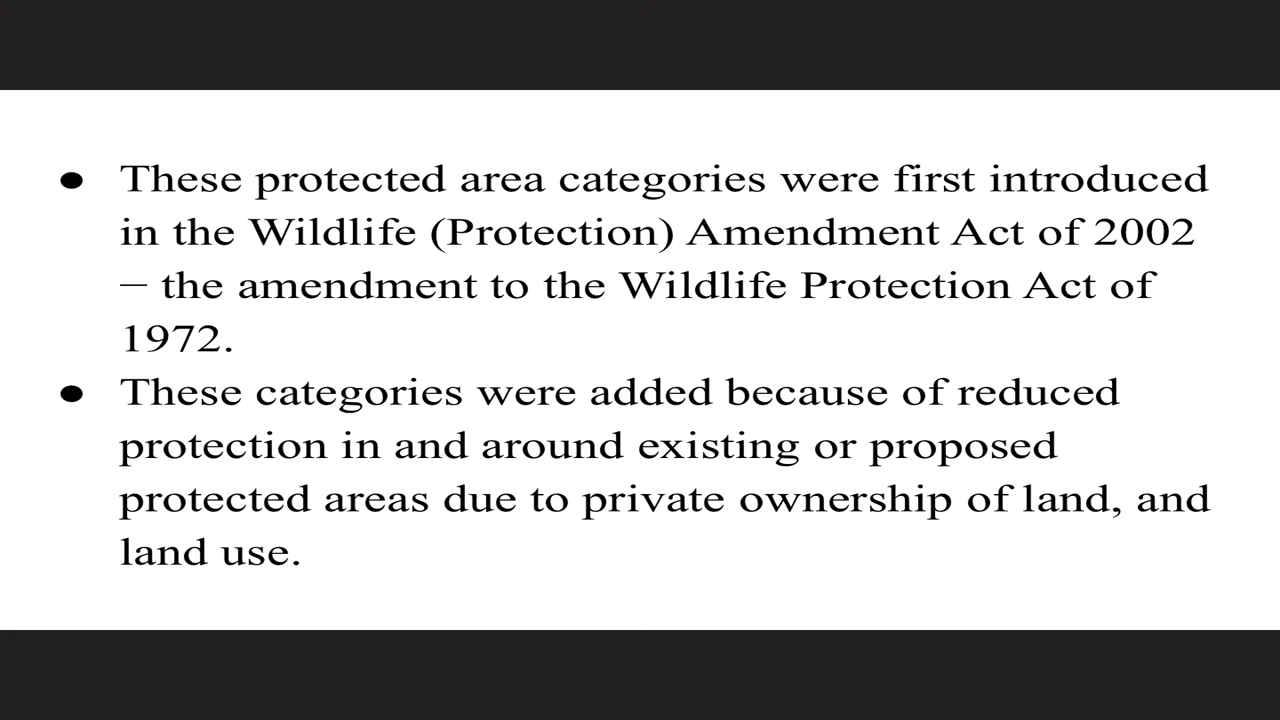 ● These protected area categories were first introduced
in the Wildlife (Protection) Amendment Act of 2002
− the amendment to the Wildlife Protection Act of
1972.
● These categories were added because of reduced
protection in and around existing or proposed
protected areas due to private ownership of land, and
land use.